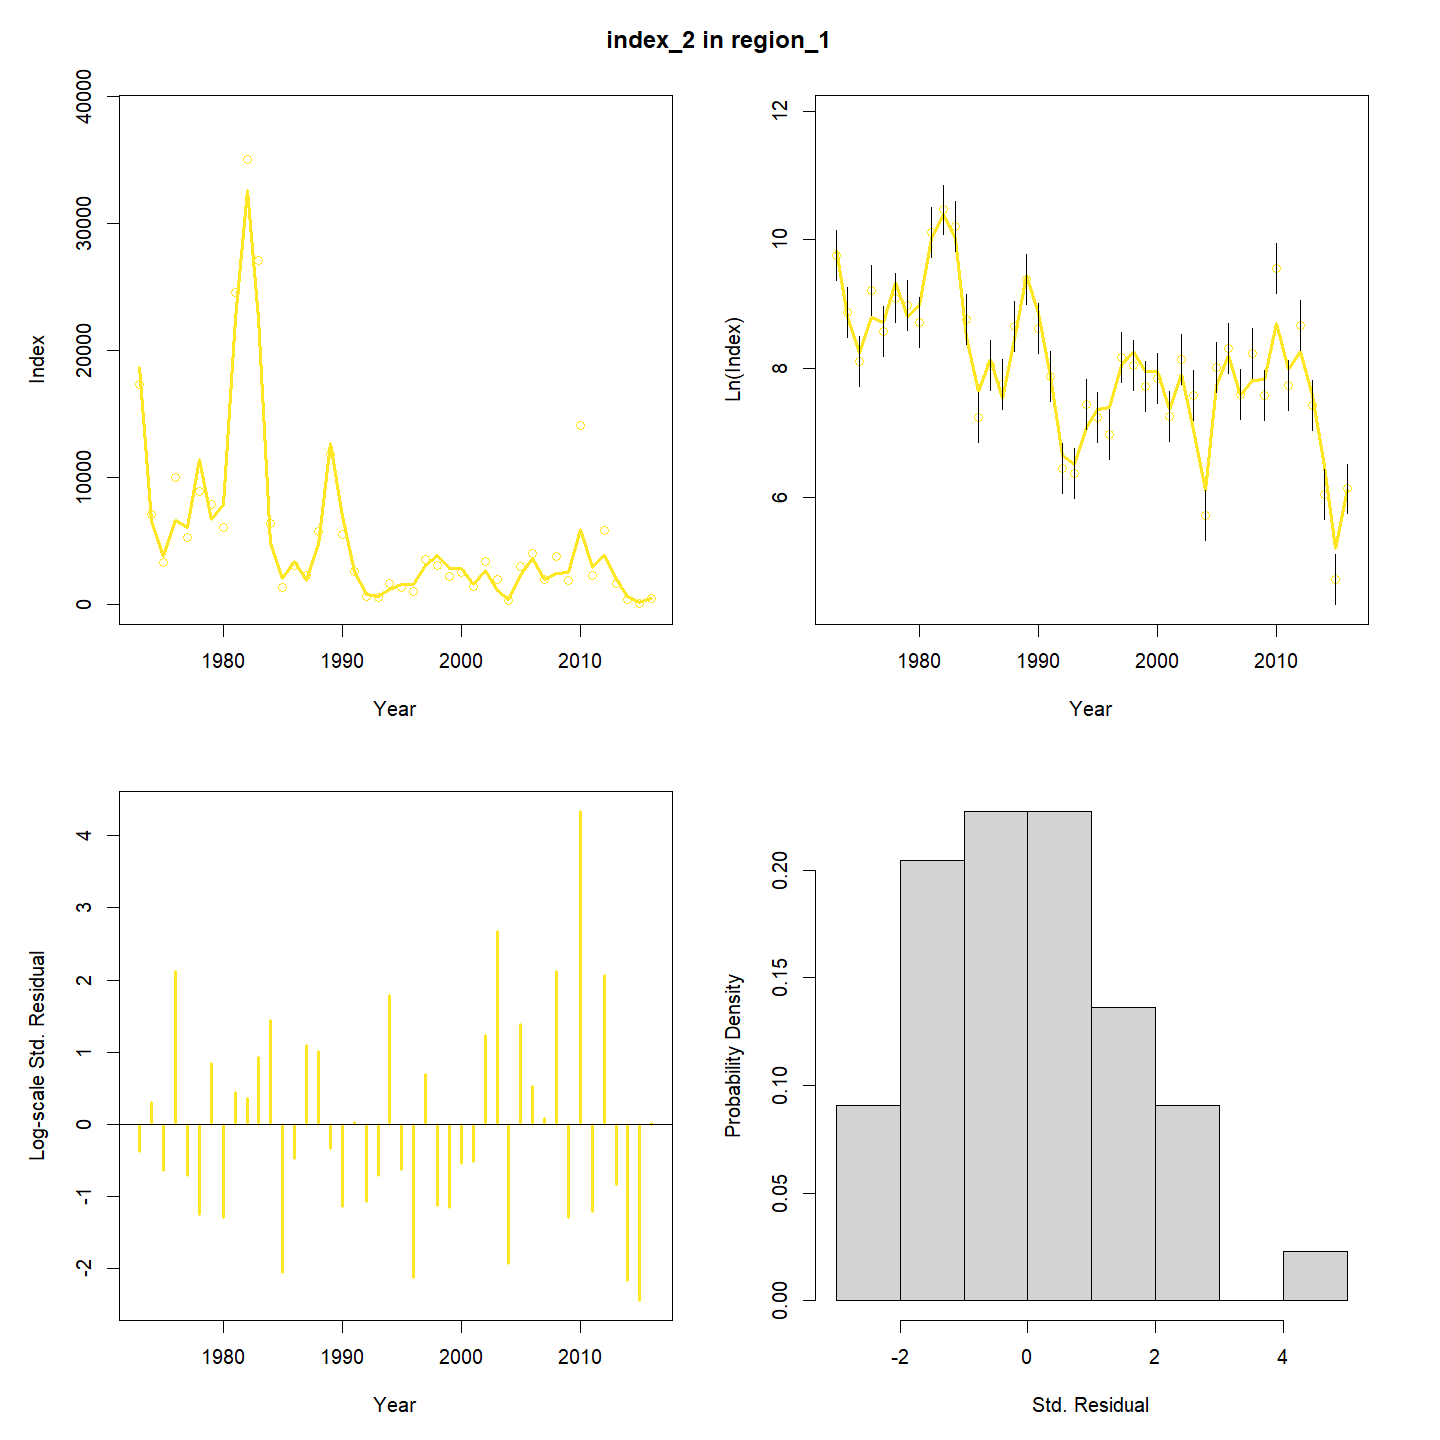 index_2 in region_1
Index
40000
30000
20000
10000
0
1980 1990 2000 2010
Year
Ln(Index)
12
10
8
6
1980 1990 2000 2010
Year
Log-scale Std. Residual
4
3
2
1
0
-1
-2
1980 1990 2000 2010
Year
Probability Density
0.20
0.15
0.10
0.05
0.00
-2 0 2 4
Std. Residual